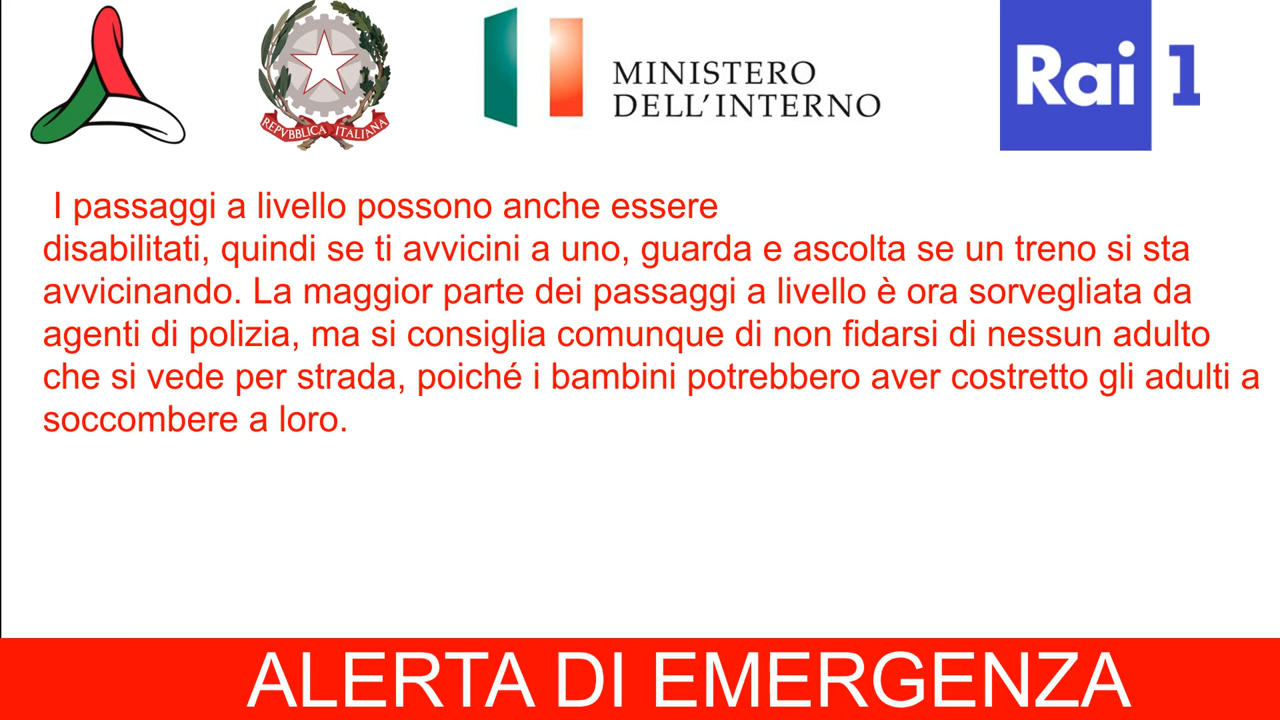 REPVBBLICA ITALIANA
MINISTERO
DELL'INTERNO
Rai 1
I passaggi a livello possono anche essere
disabilitati, quindi se ti avvicini a uno, guarda e ascolta se un treno si sta
avvicinando. La maggior parte dei passaggi a livello è ora sorvegliata da
agenti di polizia, ma si consiglia comunque di non fidarsi di nessun adulto
che si vede per strada, poiché i bambini potrebbero aver costretto gli adulti a
soccombere a loro.
ALERTA DI EMERGENZA